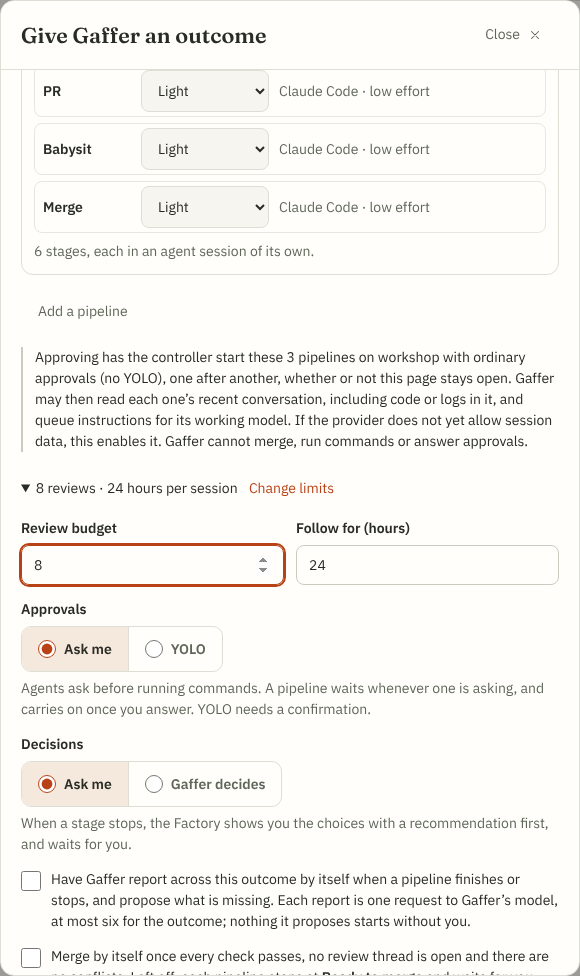 Give Gaffer an outcome
Close ×
PR
Light
Claude Code · low effort
Babysit
Light
Claude Code · low effort
Merge
Light
Claude Code · low effort
6 stages, each in an agent session of its own.
Add a pipeline
Approving has the controller start these 3 pipelines on workshop with ordinary
approvals (no YOLO), one after another, whether or not this page stays open. Gaffer
may then read each one’s recent conversation, including code or logs in it, and
queue instructions for its working model. If the provider does not yet allow session
data, this enables it. Gaffer cannot merge, run commands or answer approvals.
▼ 8 reviews · 24 hours per session Change limits
Review budget
Follow for (hours)
8
24
Approvals
Ask me
YOLO
Agents ask before running commands. A pipeline waits whenever one is asking, and
carries on once you answer. YOLO needs a confirmation.
Decisions
Ask me
Gaffer decides
When a stage stops, the Factory shows you the choices with a recommendation first,
and waits for you.
Have Gaffer report across this outcome by itself when a pipeline finishes or
stops, and propose what is missing. Each report is one request to Gaffer’s model,
at most six for the outcome; nothing it proposes starts without you.
Merge by itself once every check passes, no review thread is open and there are